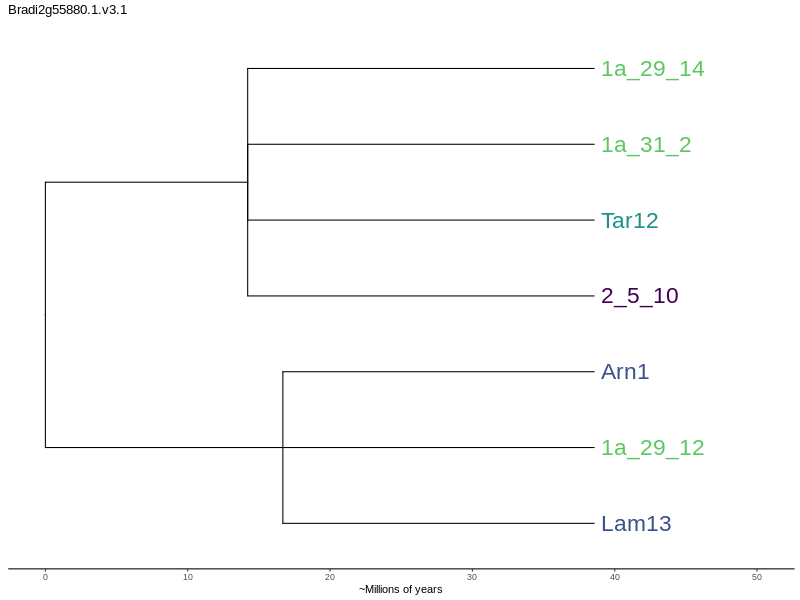 Bradi2g55880.1.v3.1
1a_29_14
1a_31_2
Tar12
2_5_10
Arn1
1a_29_12
Lam13
0 10 20 30 40 50
~Millions of years